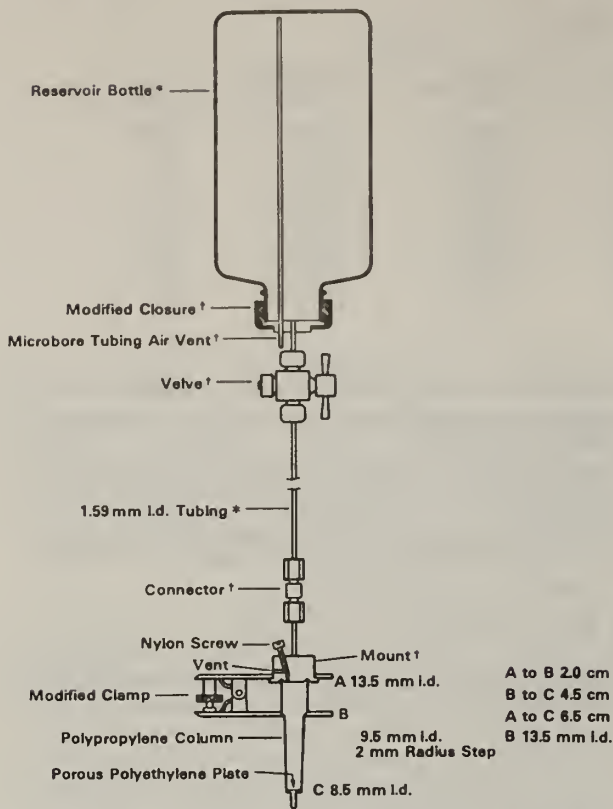 Reservoir Bottle *
Modified Closure †
Microbore Tubing Air Vent †
Velve †
1.59 mm I.d. Tubing *
Connector †
Nylon Screw
Vent
Mount †
A 13.5 mm I.d.
A to B 2.0 cm
B to C 4.5 cm
Modified Clamp
A to C 6.5 cm
B
B 13.5 mm I.d.
Polypropylene Column
9.5 mm I.d.
2 mm Radius Step
Porous Polyethylene Plate
C 8.5 mm I.d.